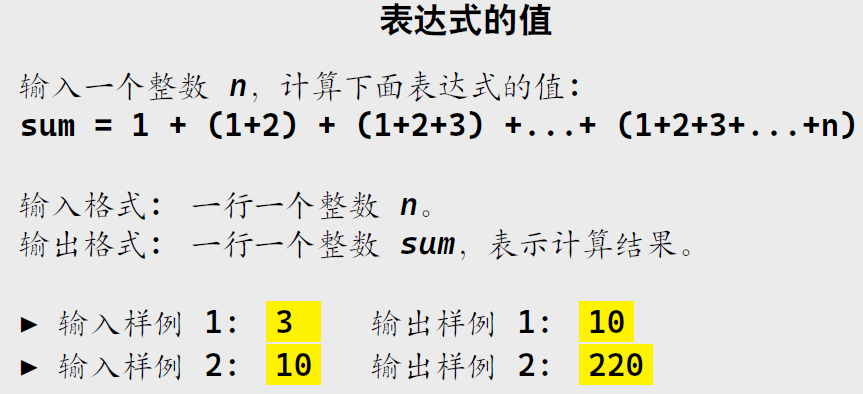 表达式的值
输入一个整数 n，计算下面表达式的值：
sum = 1 + (1+2) + (1+2+3) +...+ (1+2+3+...+n)
输入格式： 一行一个整数 n。
输出格式： 一行一个整数 sum，表示计算结果。
► 输入样例 1: 3 输出样例 1: 10
► 输入样例 2: 10 输出样例 2: 220